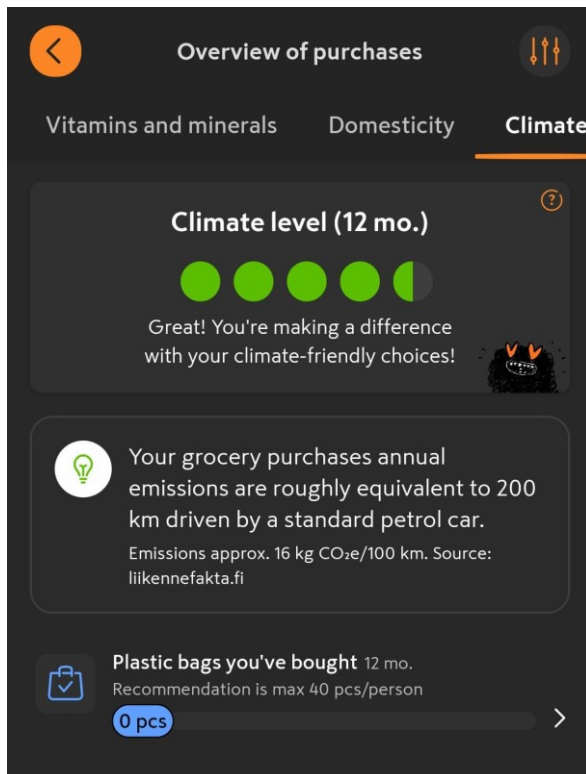 Overview of purchases
Vitamins and minerals Domesticity Climate
Climate level (12 mo.)
?
Great! You're making a difference
with your climate-friendly choices!
Your grocery purchases annual
emissions are roughly equivalent to 200
km driven by a standard petrol car.
Emissions approx. 16 kg CO₂e/100 km. Source:
liikennefakta.fi
Plastic bags you've bought 12 mo.
Recommendation is max 40 pcs/person
0 pcs